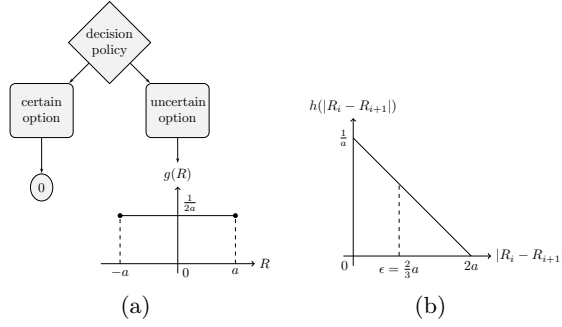 decision
policy
certain
option
uncertain
option
0
g(R)
1/2a
−a
0
a
R
(a)
h(|R_i − R_{i+1}|)
1/a
0
ϵ = 2/3 a
2a
|R_i − R_{i+1}
(b)